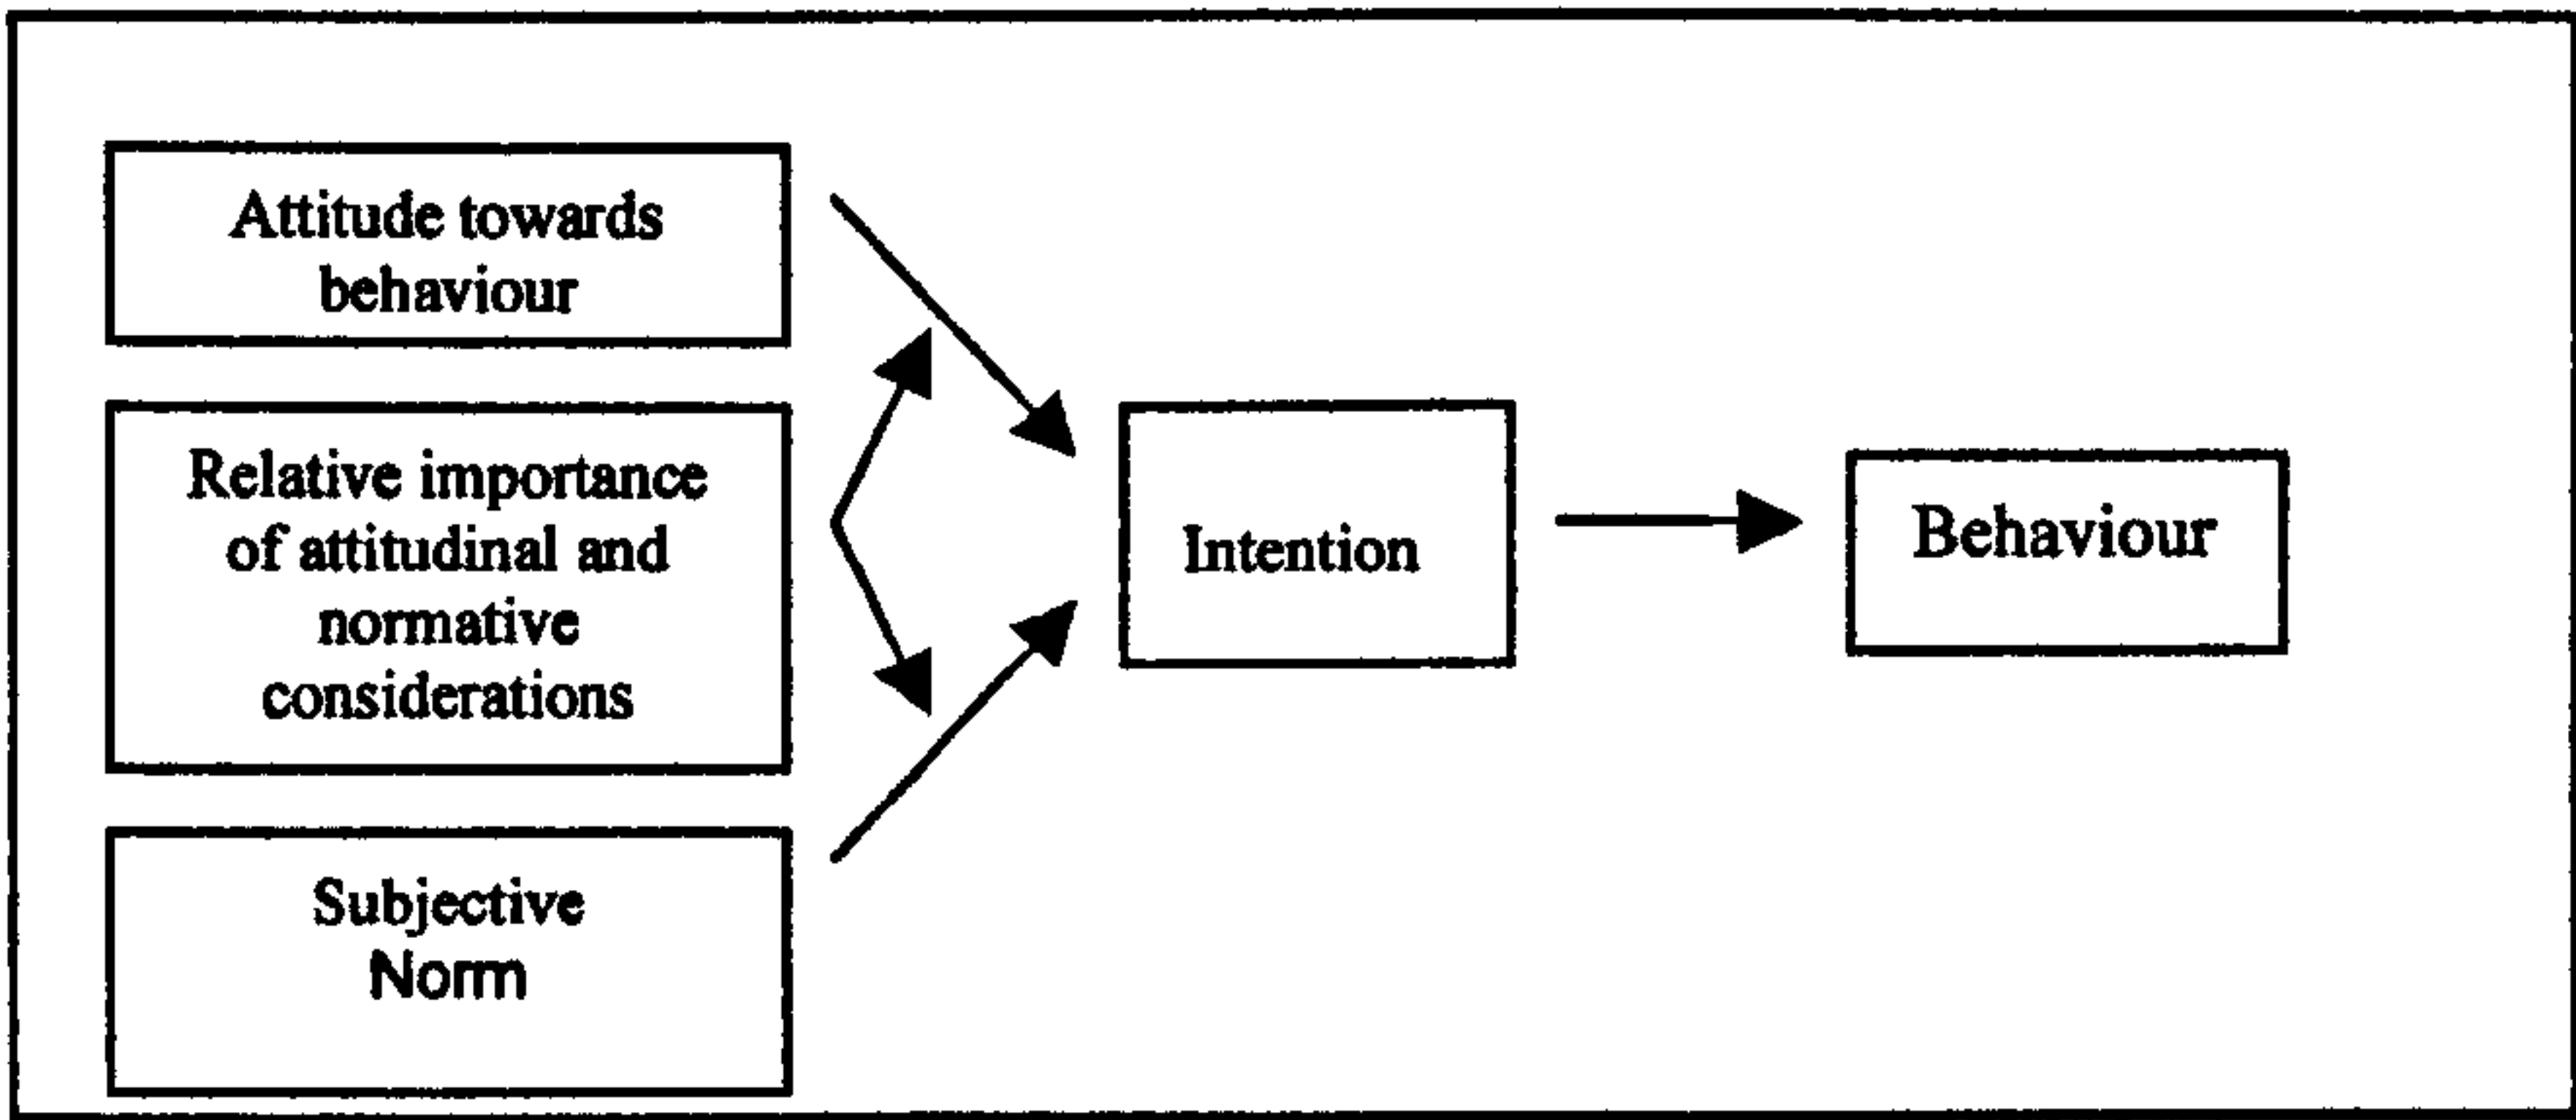 Attitude towards
behaviour
Relative importance
of attitudinal and
normative
considerations
Subjective
Norm
Intention
Behaviour